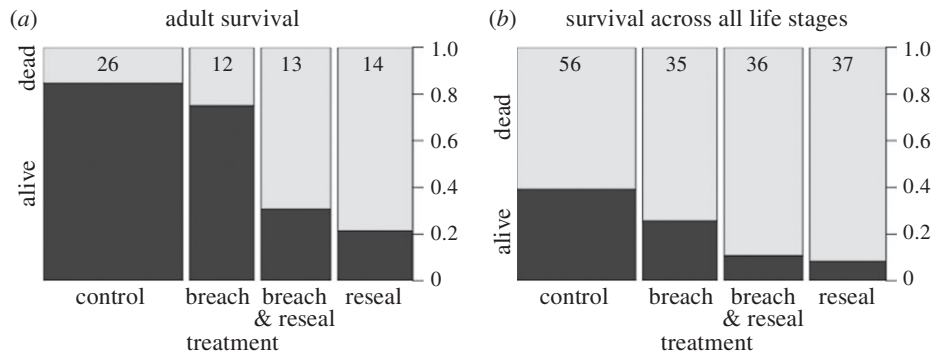 (a) adult survival
dead
alive
26 12 13 14
1.0
0.8
0.6
0.4
0.2
0
control breach breach & reseal reseal
treatment
(b) survival across all life stages
dead
alive
56 35 36 37
1.0
0.8
0.6
0.4
0.2
0
control breach breach & reseal reseal
treatment